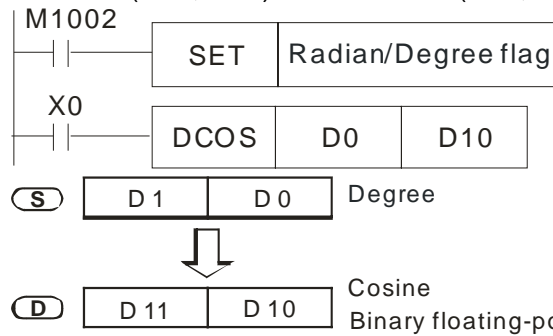 M1002
SET Radian/Degree flag
X0
DCOS D0 D10
S D 1 D 0 Degree
D D 11 D 10 Cosine
Binary floating-po